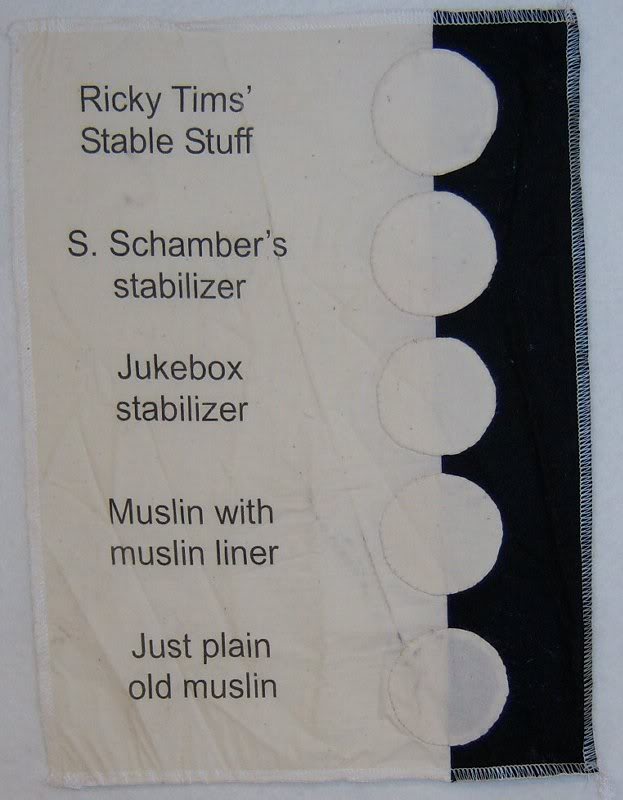 Ricky Tims'
Stable Stuff
S. Schamber's
stabilizer
Jukebox
stabilizer
Muslin with
muslin liner
Just plain
old muslin